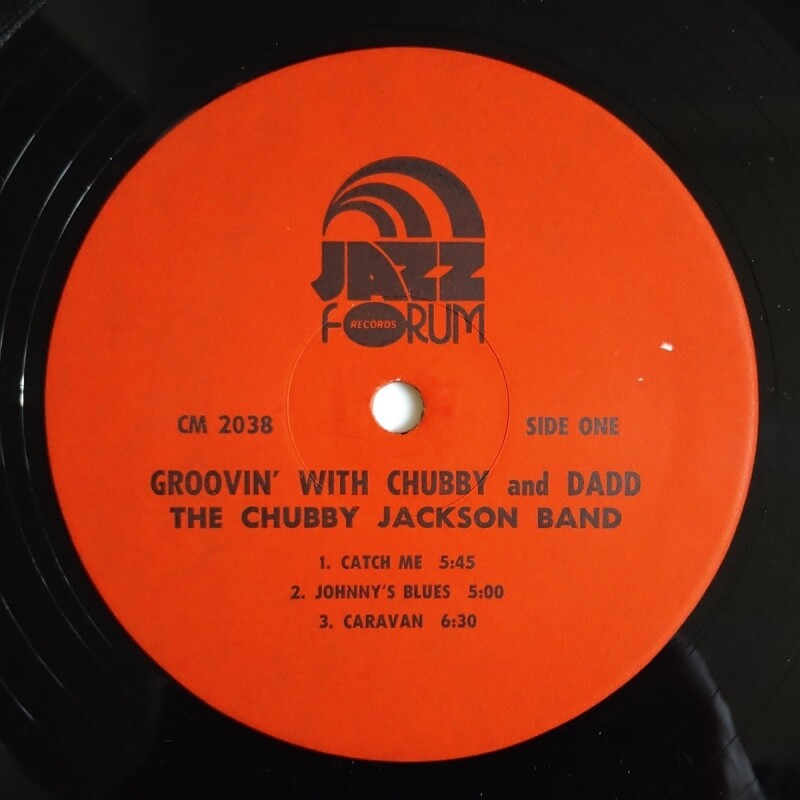 JAZZ
FORUM
RECORDS
CM 2038
SIDE ONE
GROOVIN' WITH CHUBBY and DADD
THE CHUBBY JACKSON BAND
1. CATCH ME 5:45
2. JOHNNY'S BLUES 5:00
3. CARAVAN 6:30